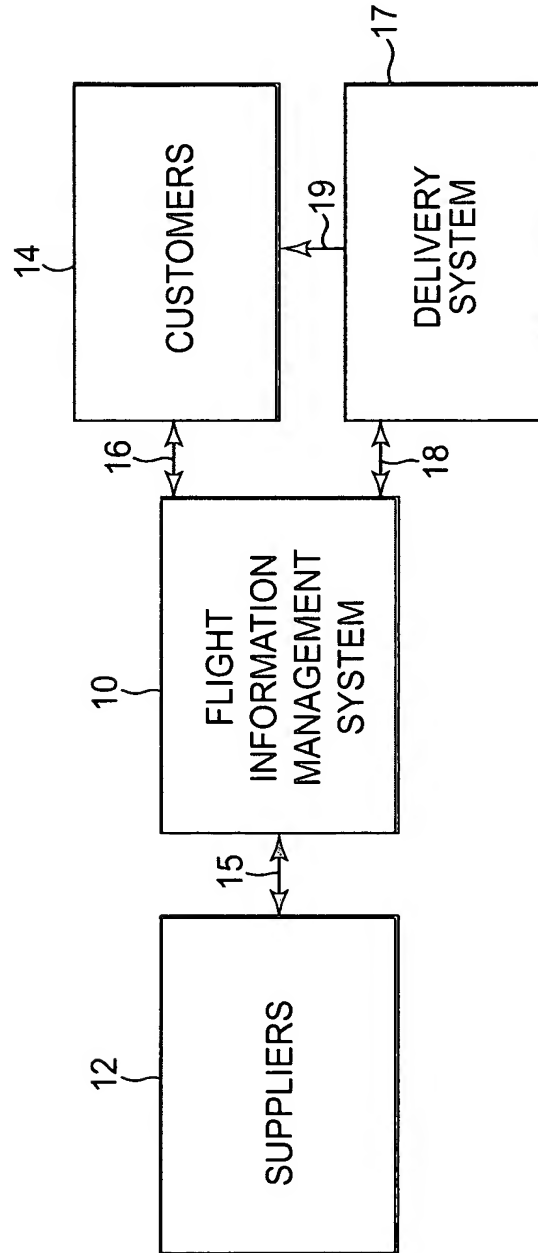 12
SUPPLIERS
15
10
FLIGHT
INFORMATION
MANAGEMENT
SYSTEM
16
18
14
CUSTOMERS
19
17
DELIVERY
SYSTEM